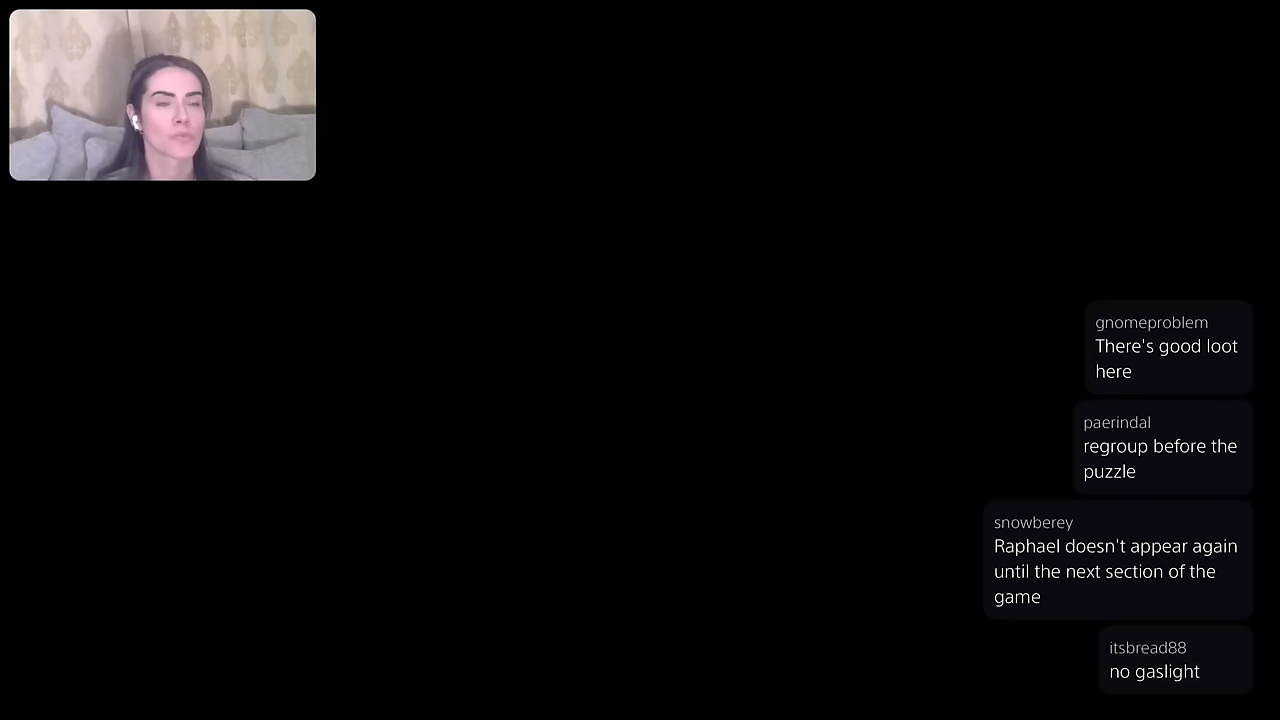 gnomeproblem
There's good loot
here
paerindal
regroup before the
puzzle
snowberey
Raphael doesn't appear again
until the next section of the
game
itsbread88
no gaslight